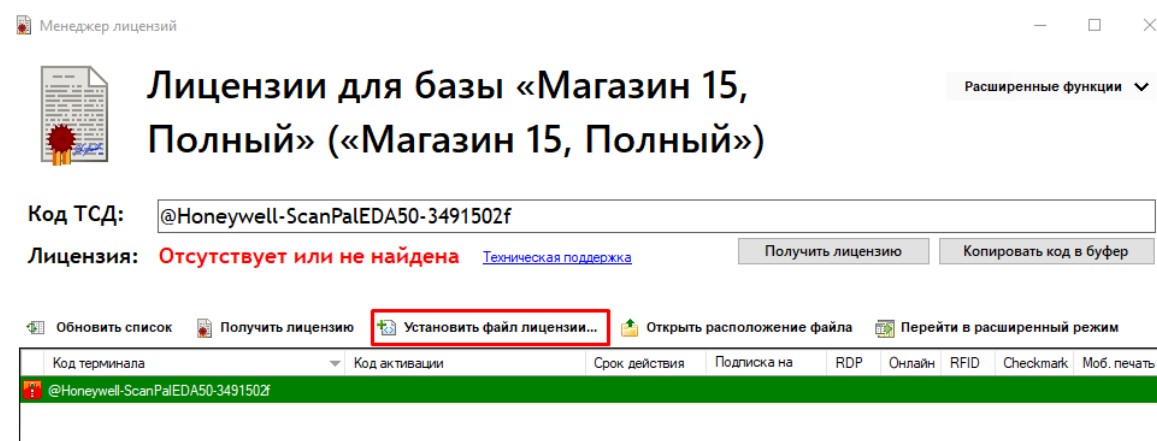 Менеджер лицензий
Лицензии для базы «Магазин 15,
Полный» («Магазин 15, Полный»)
Расширенные функции
Код ТСД:
@Honeywell-ScanPalEDA50-3491502f
Лицензия: Отсутствует или не найдена Техническая поддержка
Получить лицензию Копировать код в буфер
Обновить список Получить лицензию Установить файл лицензии... Открыть расположение файла Перейти в расширенный режим
Код терминала Код активации Срок действия Подписка на RDP Онлайн RFID Checkmark Моб. печать
@Honeywell-ScanPalEDA50-3491502f